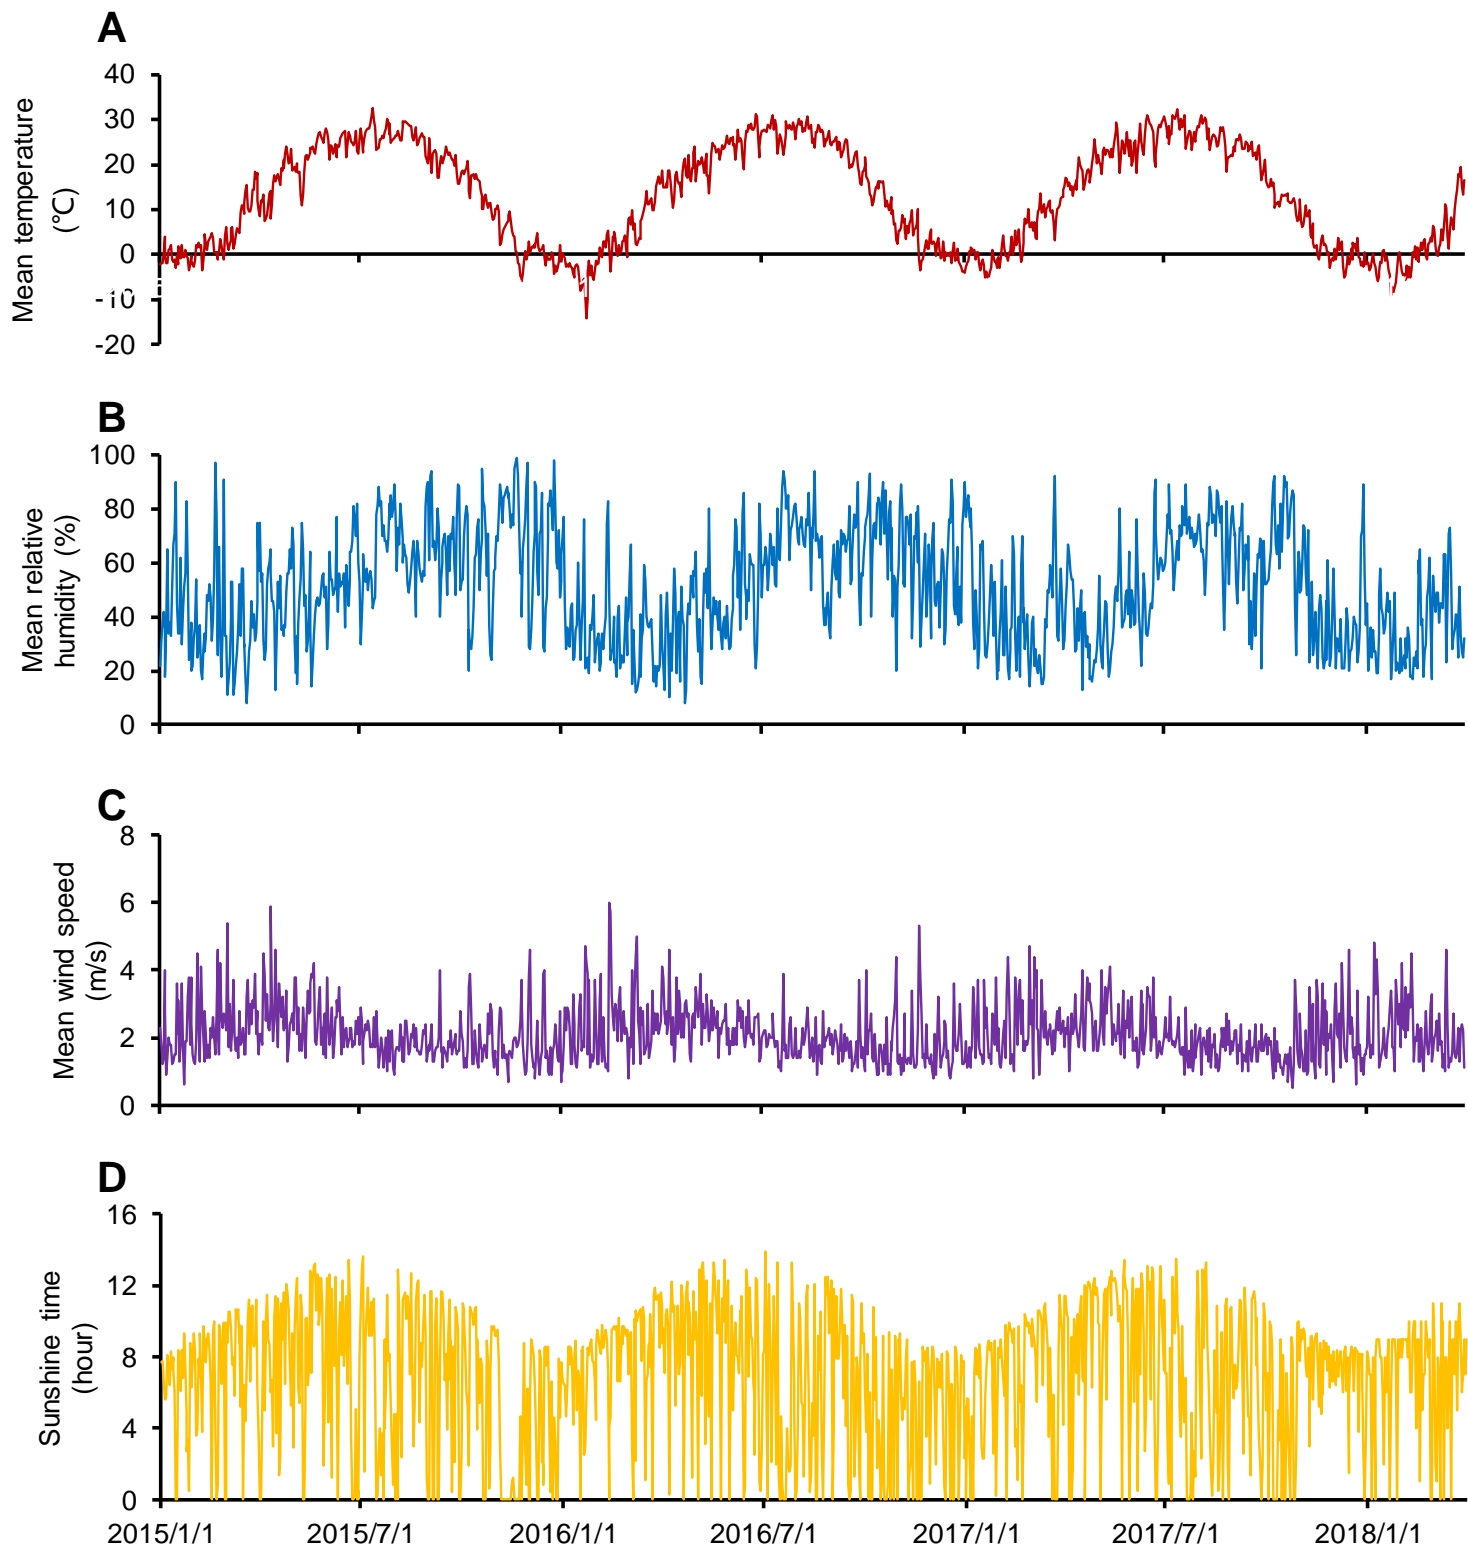 A
40
30
20
10
0
-10
-20
Mean temperature
(℃)
B
100
80
60
40
20
0
Mean relative
humidity (%)
C
8
6
4
2
0
Mean wind speed
(m/s)
D
16
12
8
4
0
Sunshine time
(hour)
2015/1/1 2015/7/1 2016/1/1 2016/7/1 2017/1/1 2017/7/1 2018/1/1